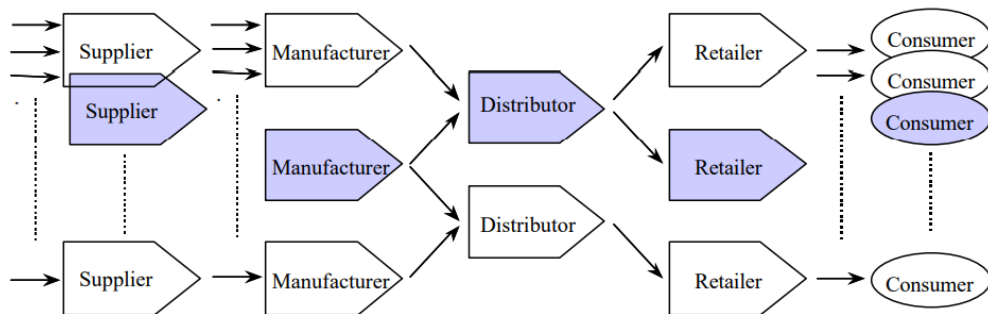 Supplier
Manufacturer
Retailer
Consumer
Consumer
Supplier
Distributor
Consumer
Manufacturer
Retailer
Distributor
Supplier
Manufacturer
Retailer
Consumer